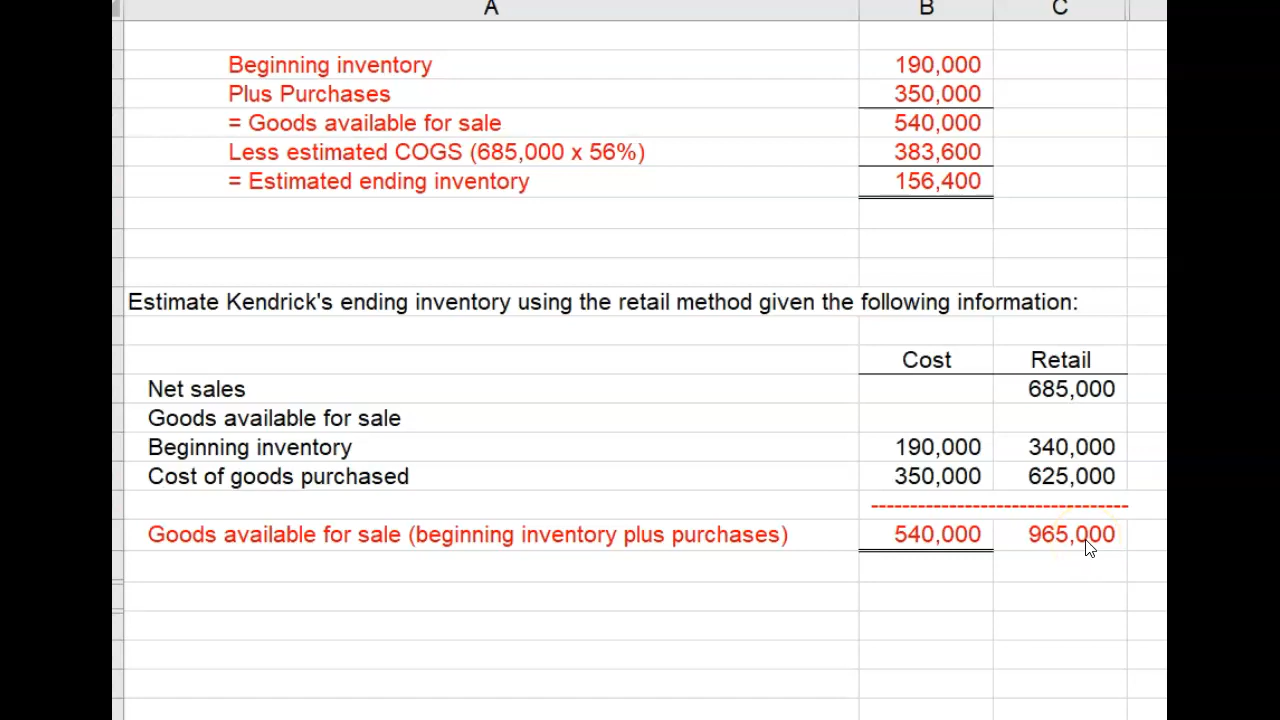 A B C
Beginning inventory 190,000
Plus Purchases 350,000
= Goods available for sale 540,000
Less estimated COGS (685,000 x 56%) 383,600
= Estimated ending inventory 156,400
Estimate Kendrick's ending inventory using the retail method given the following information:
Cost Retail
Net sales 685,000
Goods available for sale
Beginning inventory 190,000 340,000
Cost of goods purchased 350,000 625,000
--------------------------------
Goods available for sale (beginning inventory plus purchases) 540,000 965,000